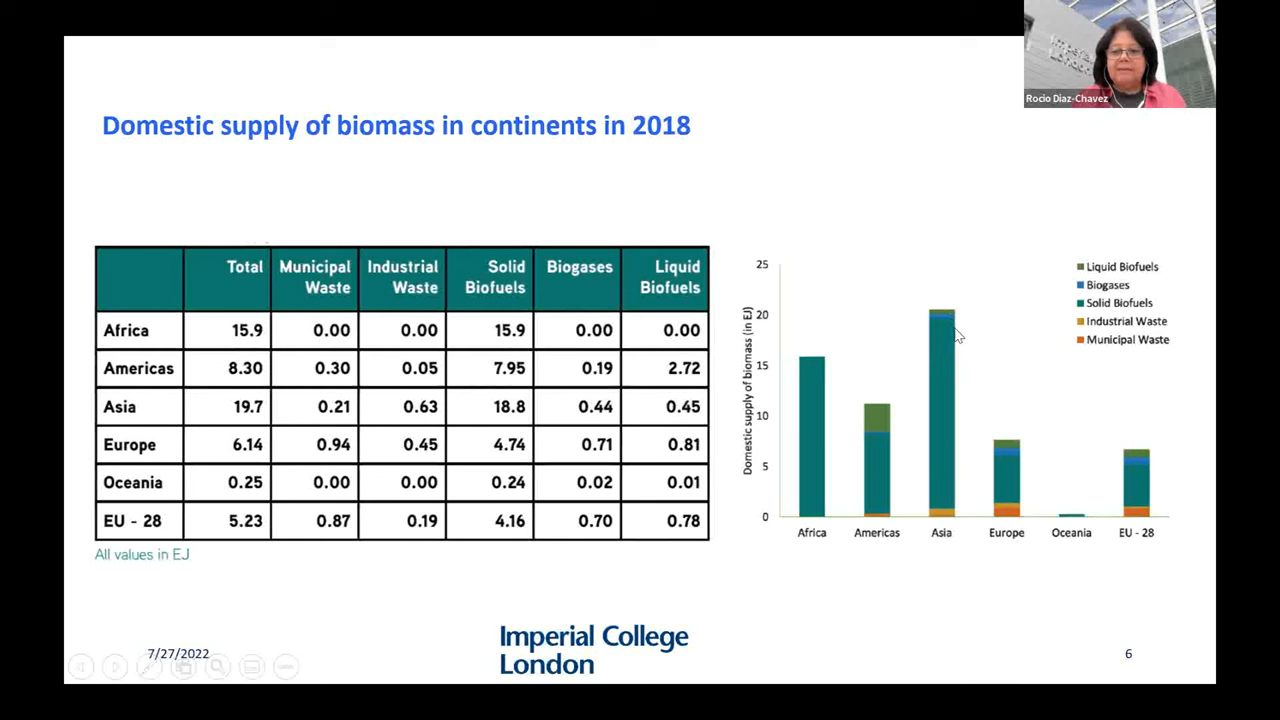 Imperial
London
Rocio Diaz-Chavez
Domestic supply of biomass in continents in 2018
Total Municipal Waste Industrial Waste Solid Biofuels Biogases Liquid Biofuels
Africa 15.9 0.00 0.00 15.9 0.00 0.00
Americas 8.30 0.30 0.05 7.95 0.19 2.72
Asia 19.7 0.21 0.63 18.8 0.44 0.45
Europe 6.14 0.94 0.45 4.74 0.71 0.81
Oceania 0.25 0.00 0.00 0.24 0.02 0.01
EU - 28 5.23 0.87 0.19 4.16 0.70 0.78
All values in EJ
Domestic supply of biomass (in EJ)
25
20
15
10
5
0
Africa Americas Asia Europe Oceania EU - 28
Liquid Biofuels
Biogases
Solid Biofuels
Industrial Waste
Municipal Waste
7/27/2022
Imperial College
London
6